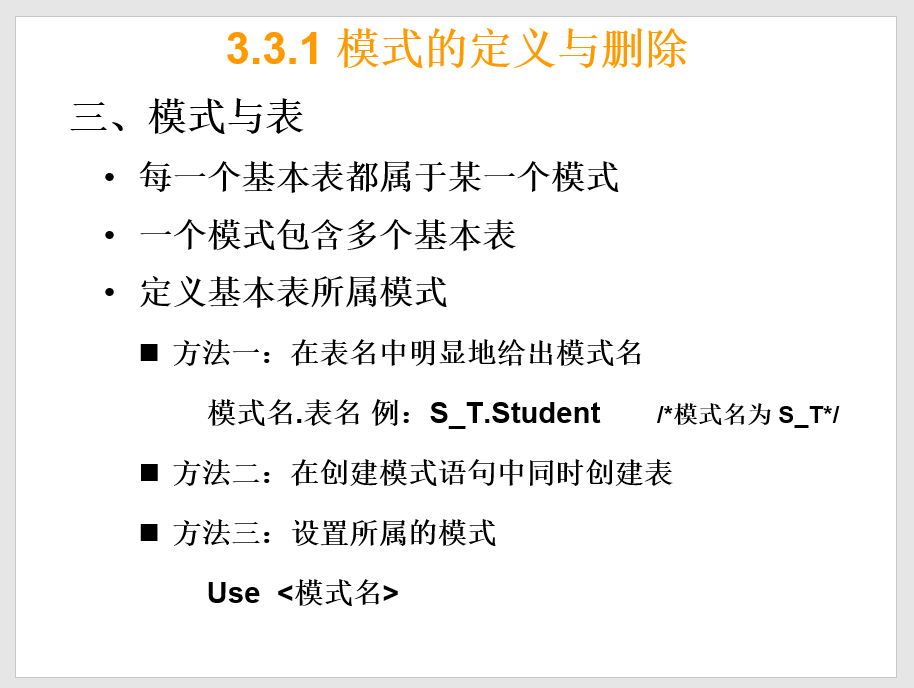 3.3.1 模式的定义与删除
三、模式与表
• 每一个基本表都属于某一个模式
• 一个模式包含多个基本表
• 定义基本表所属模式
■ 方法一：在表名中明显地给出模式名
模式名.表名 例：S_T.Student /*模式名为 S_T*/
■ 方法二：在创建模式语句中同时创建表
■ 方法三：设置所属的模式
Use <模式名>